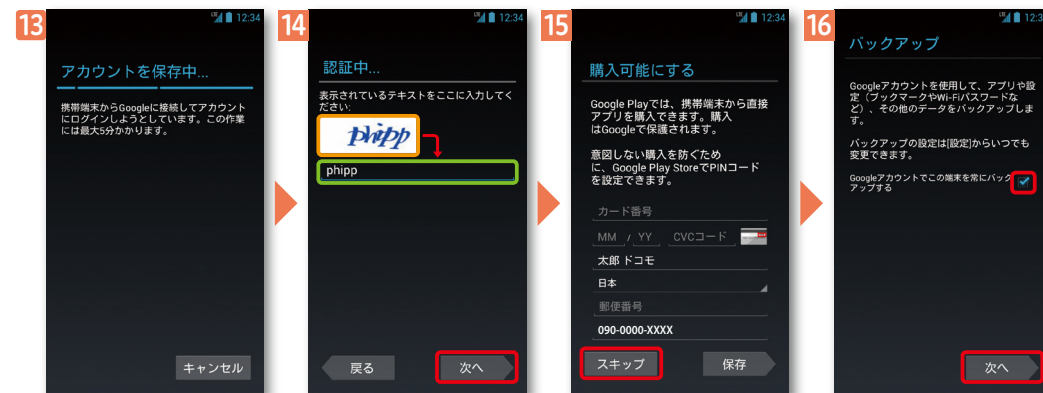 13
12:34
アカウントを保存中...
携帯端末からGoogleに接続してアカウント
にログインしようとしています。この作業
には最大5分かかります。
キャンセル
14
12:34
認証中...
表示されているテキストをここに入力してく
ださい:
phipp
phipp
戻る
次へ
15
12:34
購入可能にする
Google Playでは、携帯端末から直接
アプリを購入できます。購入
はGoogleで保護されます。
意図しない購入を防ぐため
に、Google Play StoreでPINコード
を設定できます。
カード番号
MM / YY CVCコード
太郎 ドコモ
日本
郵便番号
090-0000-XXXX
スキップ
保存
16
12:3
バックアップ
Googleアカウントを使用して、アプリや設
定（ブックマークやWi-Fiパスワードな
ど）、その他のデータをバックアップしま
す。
バックアップの設定は[設定]からいつでも
変更できます。
Googleアカウントでこの端末を常にバック
アップする
次へ